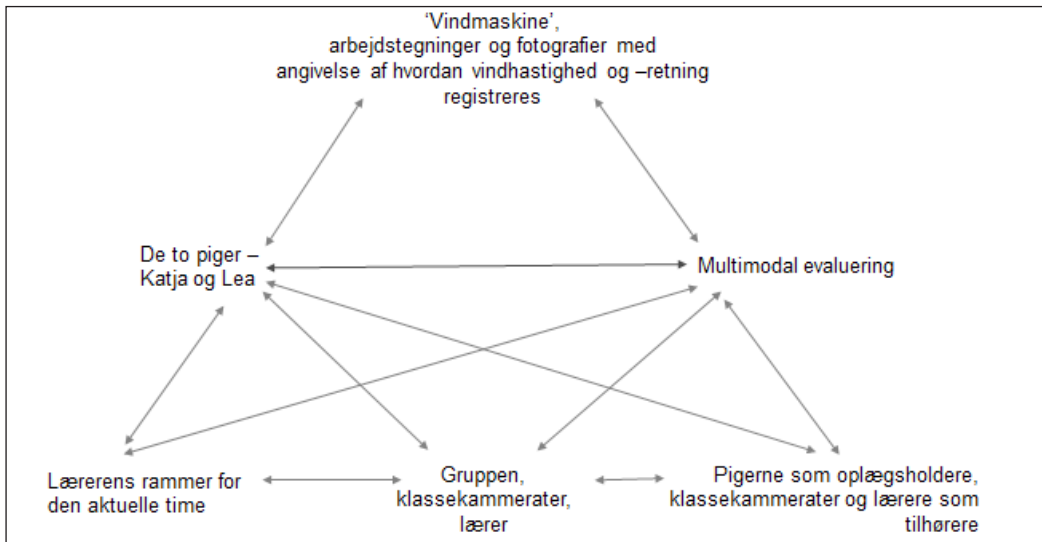 ‘Vindmaskine’,
arbejdstegninger og fotografier med
angivelse af hvordan vindhastighed og –retning
registreres
De to piger –
Katja og Lea
Multimodal evaluering
Lærerens rammer for
den aktuelle time
Gruppen,
klassekammerater,
lærer
Pigerne som oplægsholdere,
klassekammerater og lærere som
tilhørere